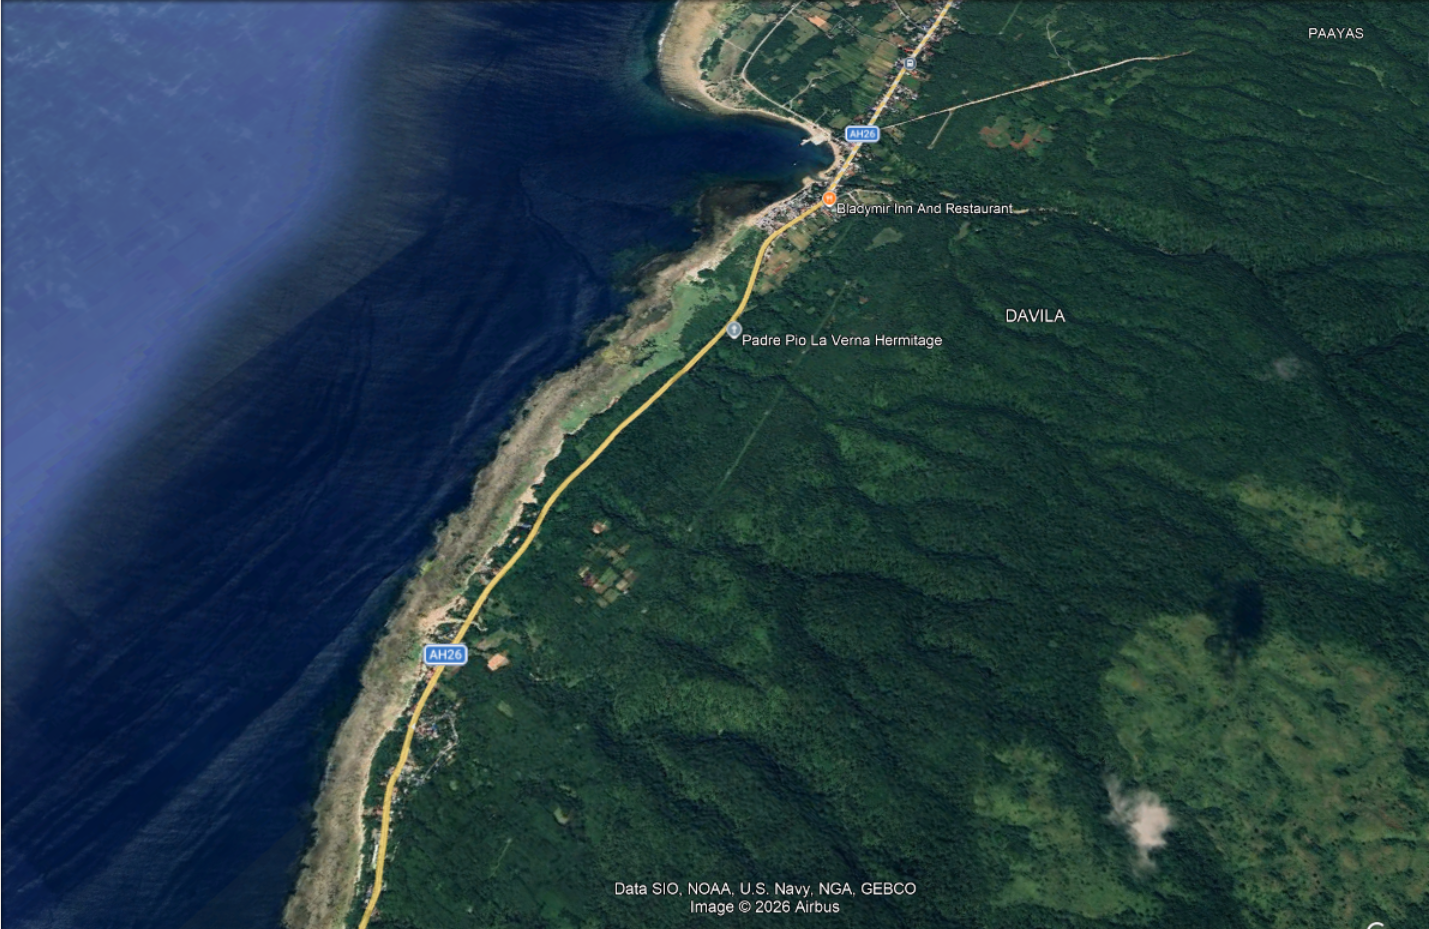 PAAYAS
AH26
Bladymir Inn And Restaurant
DAVILA
Padre Pio La Verna Hermitage
AH26
Data SIO, NOAA, U.S. Navy, NGA, GEBCO
Image © 2026 Airbus